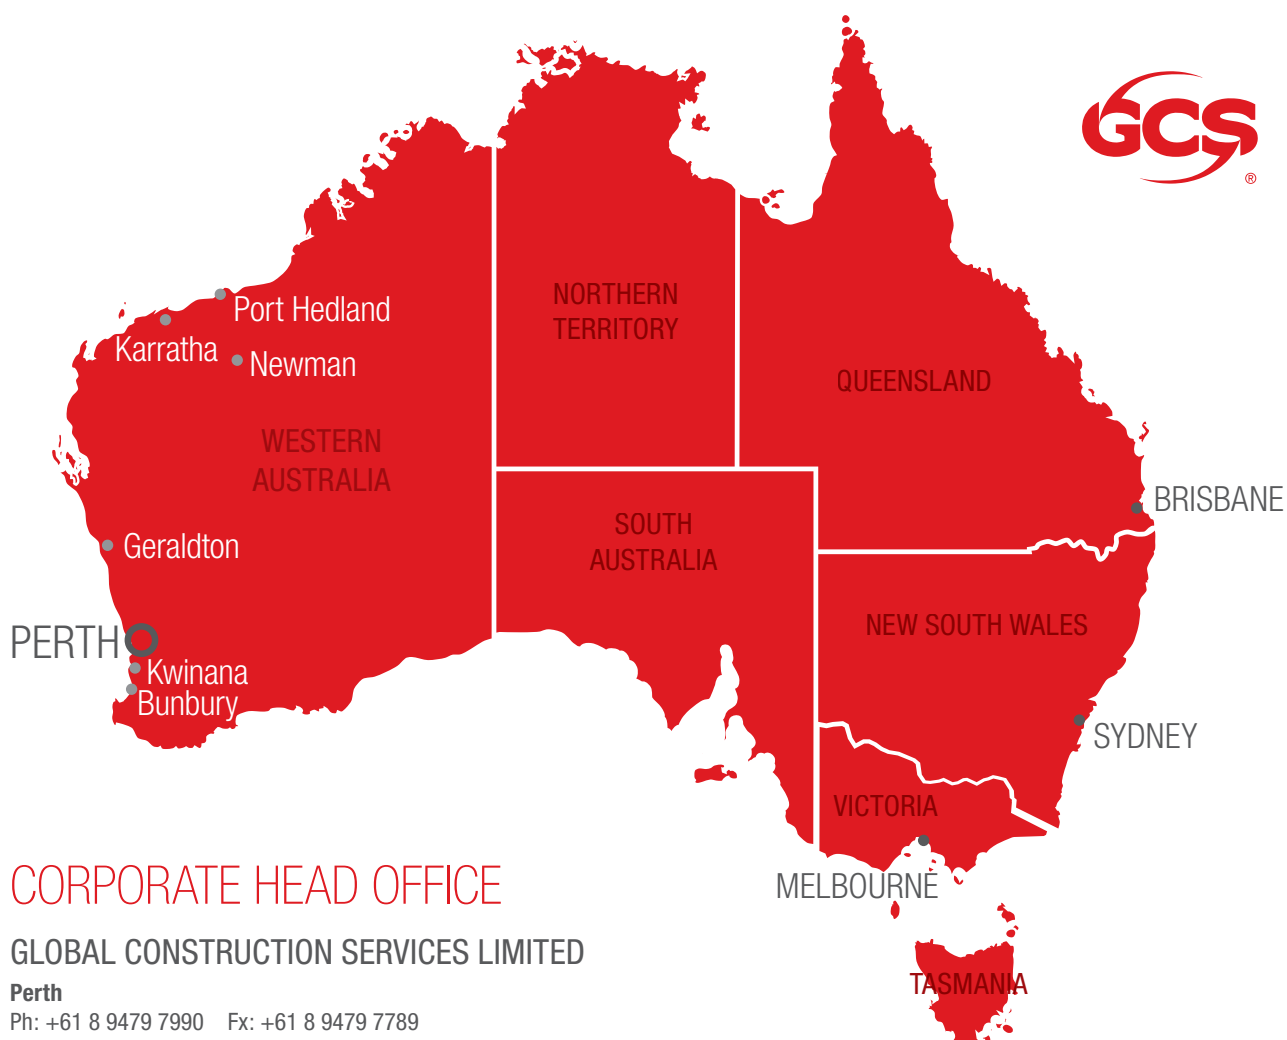 GCS
®
NORTHERN
TERRITORY
Port Hedland
Karratha
Newman
QUEENSLAND
WESTERN
AUSTRALIA
BRISBANE
SOUTH
AUSTRALIA
Geraldton
NEW SOUTH WALES
PERTH
Kwinana
Bunbury
SYDNEY
VICTORIA
MELBOURNE
CORPORATE HEAD OFFICE
GLOBAL CONSTRUCTION SERVICES LIMITED
TASMANIA
Perth
Ph: +61 8 9479 7990 Fx: +61 8 9479 7789